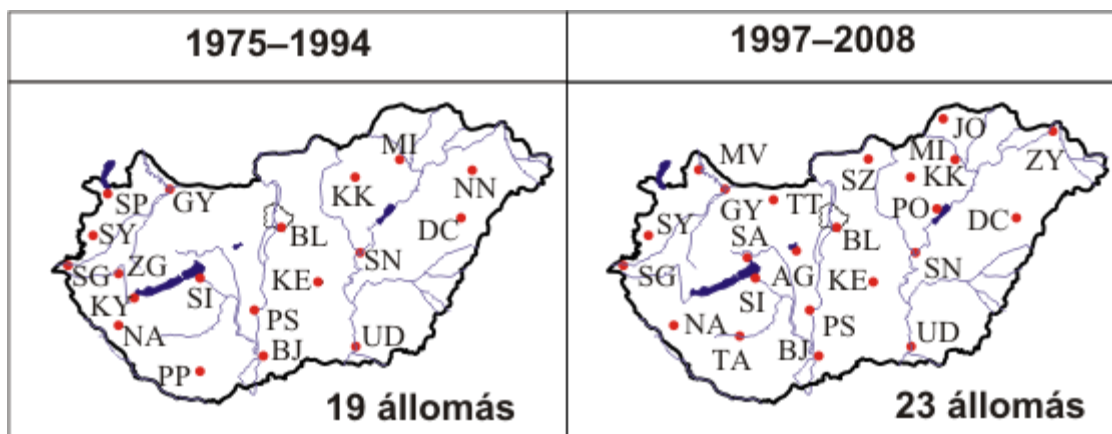 1975–1994
1997–2008
MI
KK
NN
SP
GY
DC
SY
BL
SN
SG
ZG
KE
KY
SI
NA
PS
UD
BJ
PP
19 állomás
JO
MV
MI
ZY
SZ
KK
GY
TT
PO
DC
SY
BL
SA
SN
SG
AG
KE
SI
NA
PS
UD
TA
BJ
23 állomás